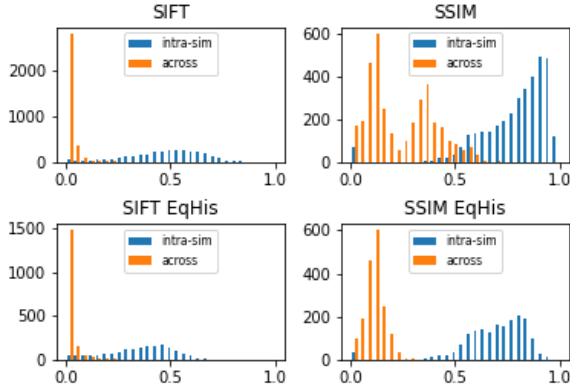 SIFT
2000
1000
0
0.0 0.5 1.0
intra-sim
across
SSIM
600
400
200
0
0.0 0.5 1.0
intra-sim
across
SIFT EqHis
1500
1000
500
0
0.0 0.5 1.0
intra-sim
across
SSIM EqHis
600
400
200
0
0.0 0.5 1.0
intra-sim
across